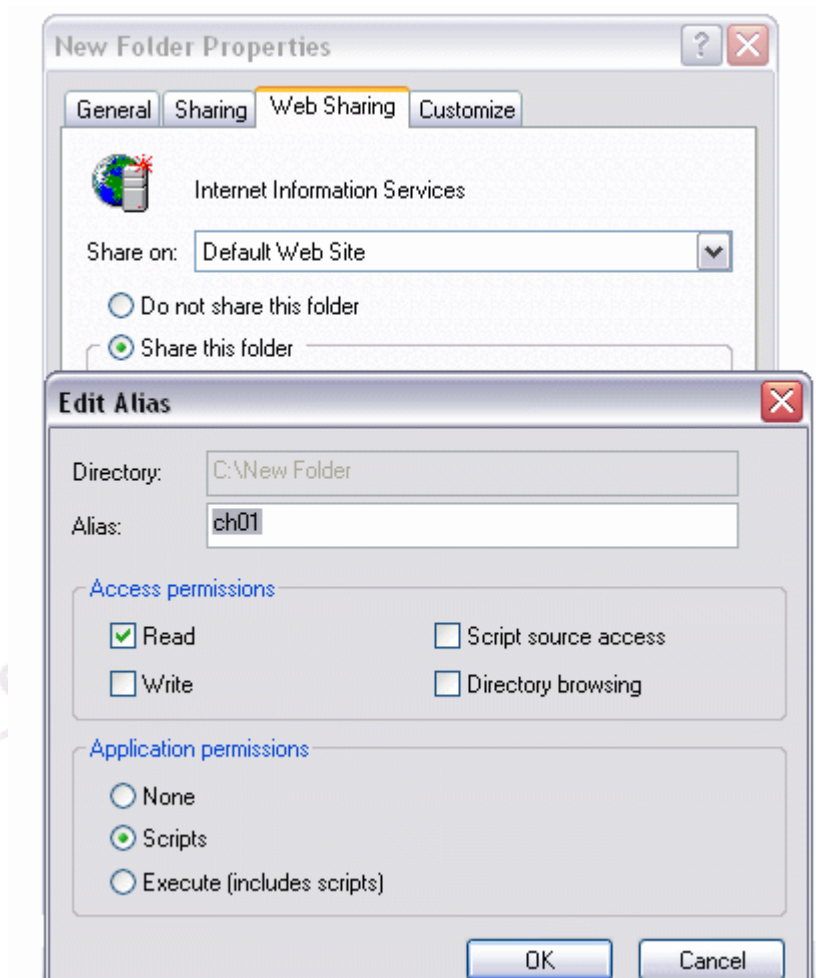 New Folder Properties
General Sharing Web Sharing Customize
Internet Information Services
Share on: Default Web Site
Do not share this folder
Share this folder
Edit Alias
Directory: C:\New Folder
Alias: ch01
Access permissions
Read Script source access
Write Directory browsing
Application permissions
None
Scripts
Execute (includes scripts)
OK Cancel